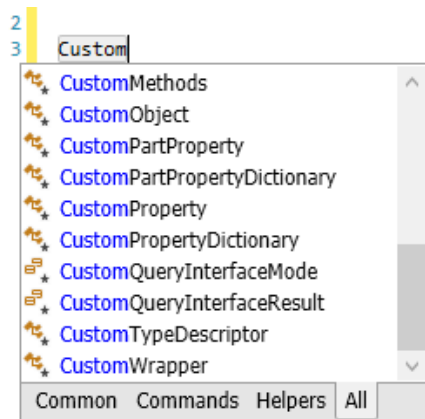 2
3 Custom
CustomMethods
CustomObject
CustomPartProperty
CustomPartPropertyDictionary
CustomProperty
CustomPropertyDictionary
CustomQueryInterfaceMode
CustomQueryInterfaceResult
CustomTypeDescriptor
CustomWrapper
Common Commands Helpers All